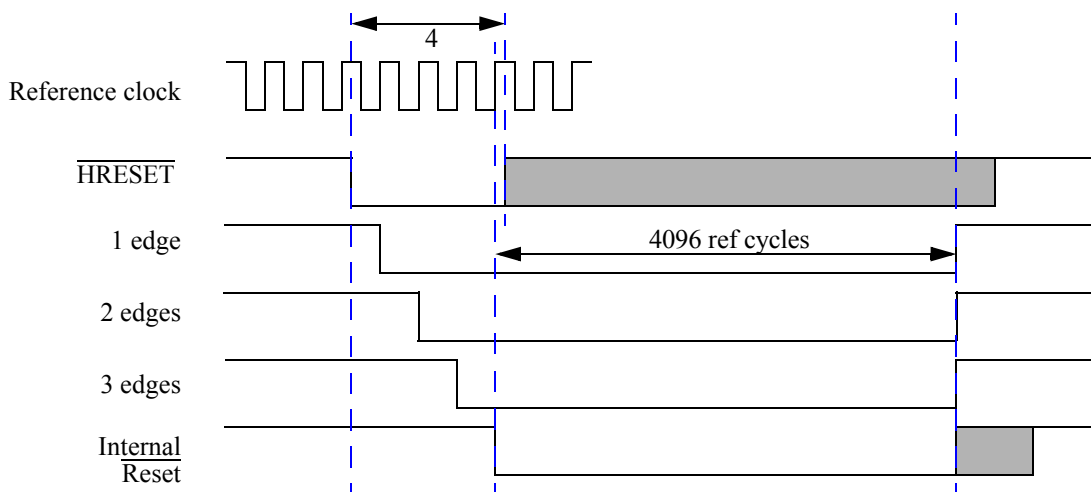 4
Reference clock
HRESET
1 edge
4096 ref cycles
2 edges
3 edges
Internal
Reset